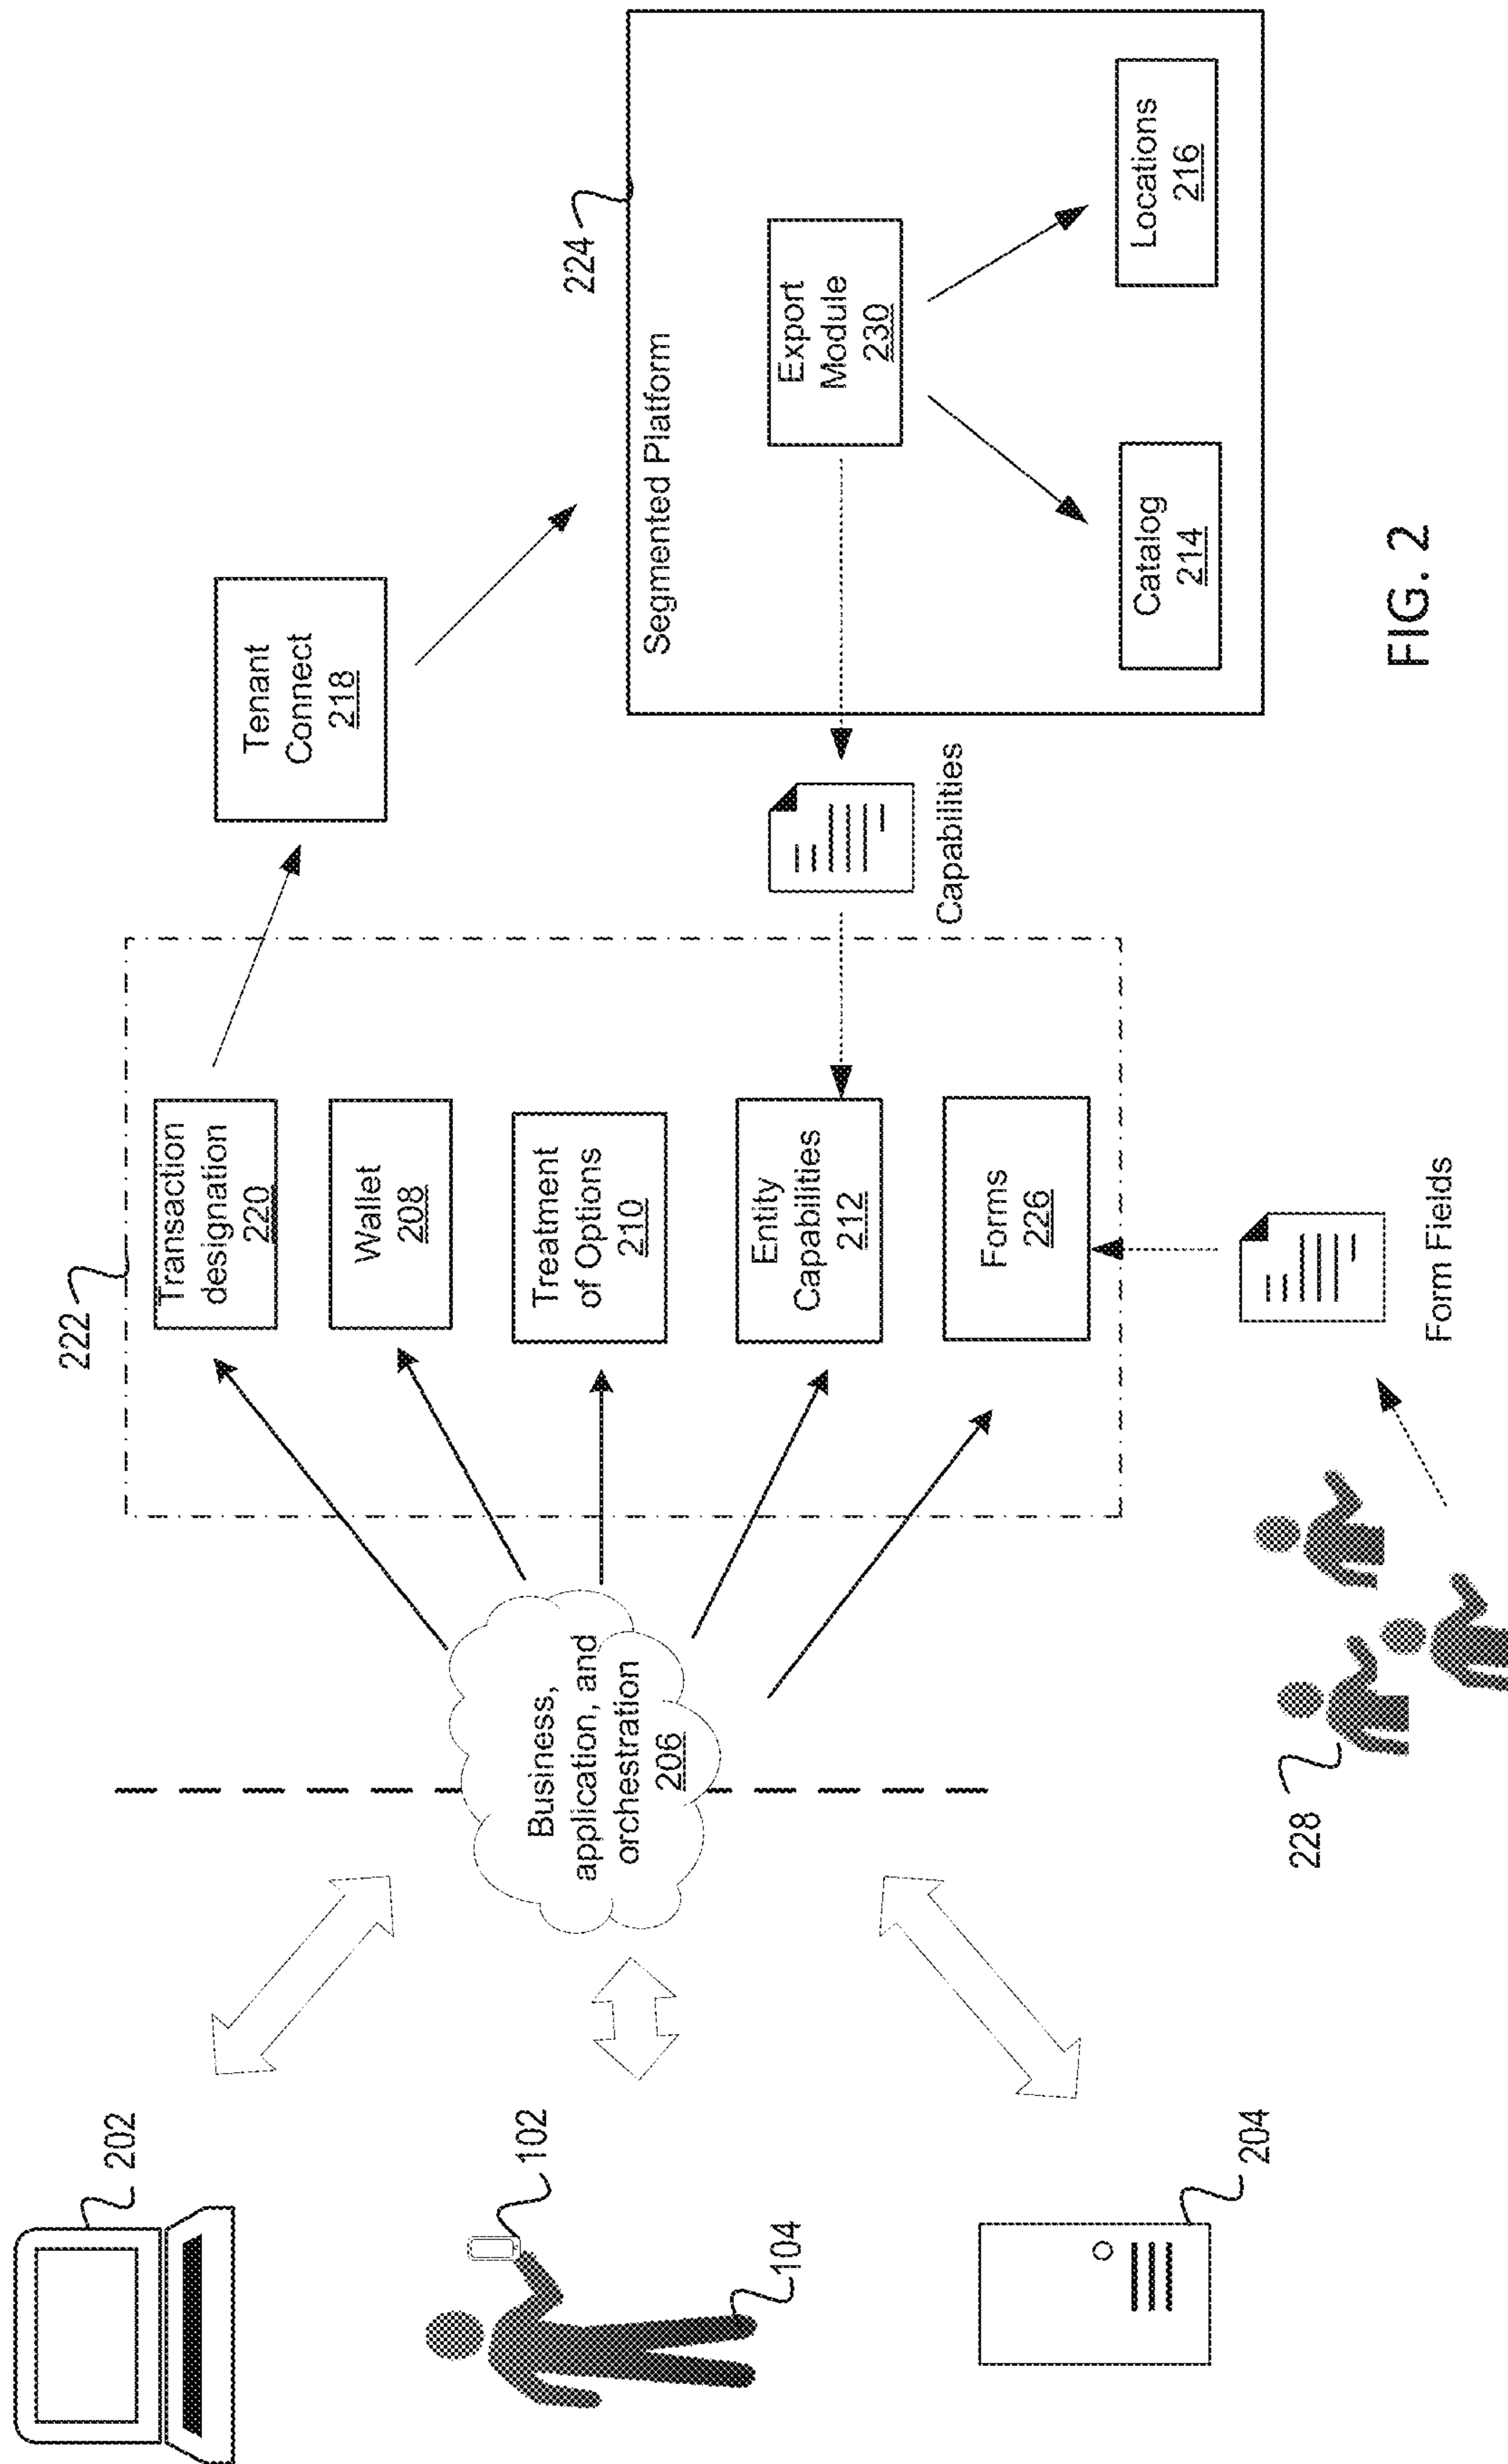 202
102
104
204
Business,
application, and
orchestration
206
222
Transaction
designation
220
Wallet
208
Treatment
of Options
210
Entity
Capabilities
212
Forms
226
228
Form Fields
Tenant
Connect
218
Capabilities
224
Segmented Platform
Export
Module
230
Catalog
214
Locations
216
FIG. 2